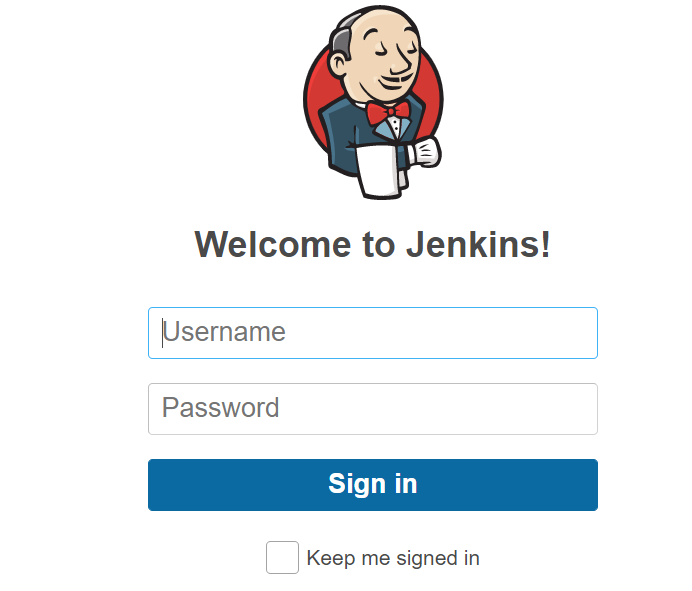 Welcome to Jenkins!
Username
Password
Sign in
Keep me signed in